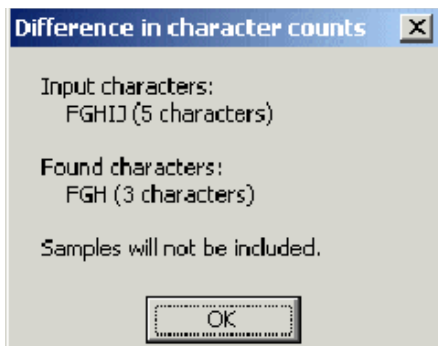 Difference in character counts
Input characters:
FGHIJ (5 characters)
Found characters:
FGH (3 characters)
Samples will not be included.
OK